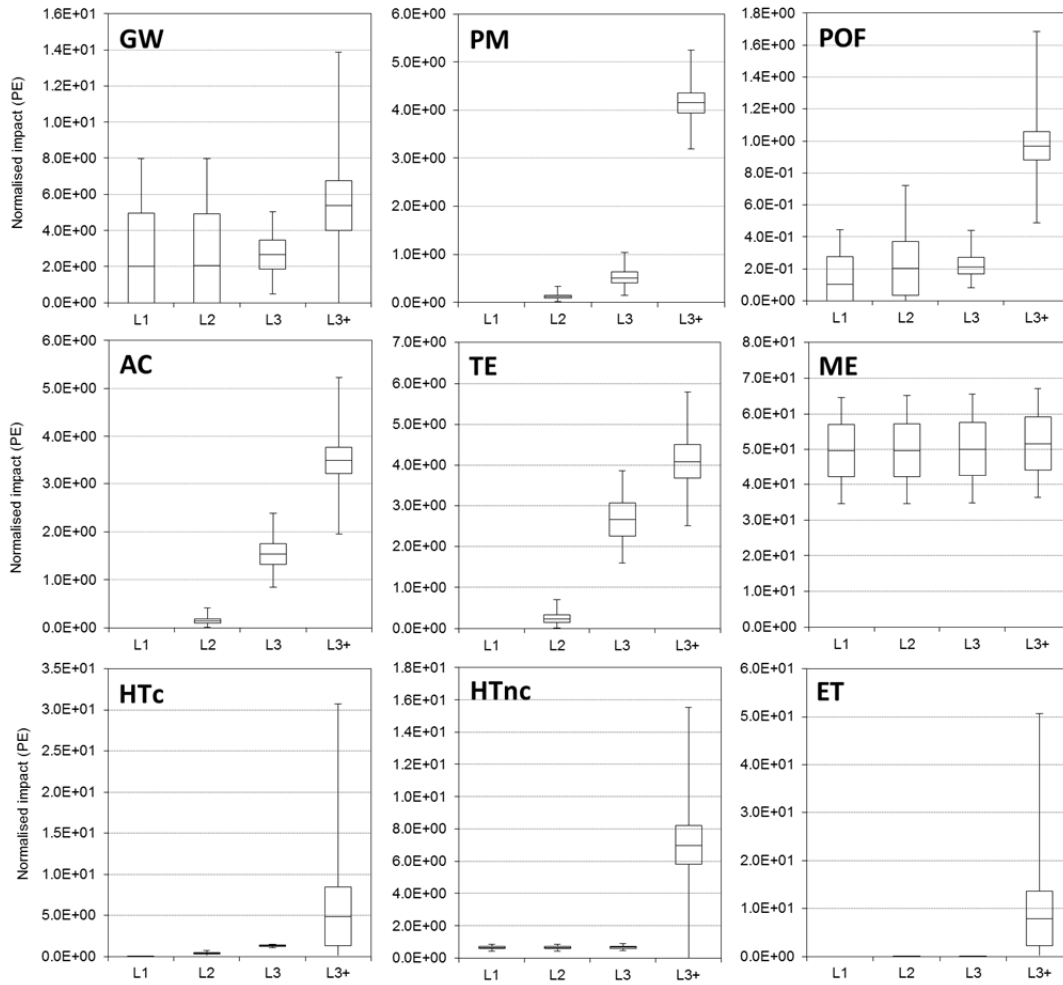 GW
Normalised impact (PE)
1.6E+01
1.4E+01
1.2E+01
1.0E+01
8.0E+00
6.0E+00
4.0E+00
2.0E+00
0.0E+00
L1 L2 L3 L3+
PM
6.0E+00
5.0E+00
4.0E+00
3.0E+00
2.0E+00
1.0E+00
0.0E+00
L1 L2 L3 L3+
POF
1.8E+00
1.6E+00
1.4E+00
1.2E+00
1.0E+00
8.0E-01
6.0E-01
4.0E-01
2.0E-01
0.0E+00
L1 L2 L3 L3+
AC
Normalised impact (PE)
6.0E+00
5.0E+00
4.0E+00
3.0E+00
2.0E+00
1.0E+00
0.0E+00
L1 L2 L3 L3+
TE
7.0E+00
6.0E+00
5.0E+00
4.0E+00
3.0E+00
2.0E+00
1.0E+00
0.0E+00
L1 L2 L3 L3+
ME
8.0E+01
7.0E+01
6.0E+01
5.0E+01
4.0E+01
3.0E+01
2.0E+01
1.0E+01
0.0E+00
L1 L2 L3 L3+
HTc
Normalised impact (PE)
3.5E+01
3.0E+01
2.5E+01
2.0E+01
1.5E+01
1.0E+01
5.0E+00
0.0E+00
L1 L2 L3 L3+
HTnc
1.8E+01
1.6E+01
1.4E+01
1.2E+01
1.0E+01
8.0E+00
6.0E+00
4.0E+00
2.0E+00
0.0E+00
L1 L2 L3 L3+
ET
6.0E+01
5.0E+01
4.0E+01
3.0E+01
2.0E+01
1.0E+01
0.0E+00
L1 L2 L3 L3+